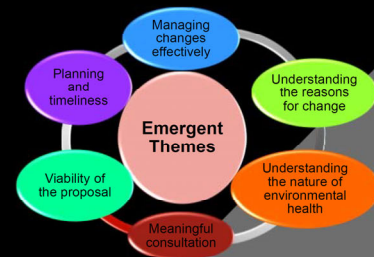 Managing
changes
effectively
Planning
and
timeliness
Understanding
the reasons
for change
Emergent
Themes
Viability of
the proposal
Understanding
the nature of
environmental
health
Meaningful
consultation